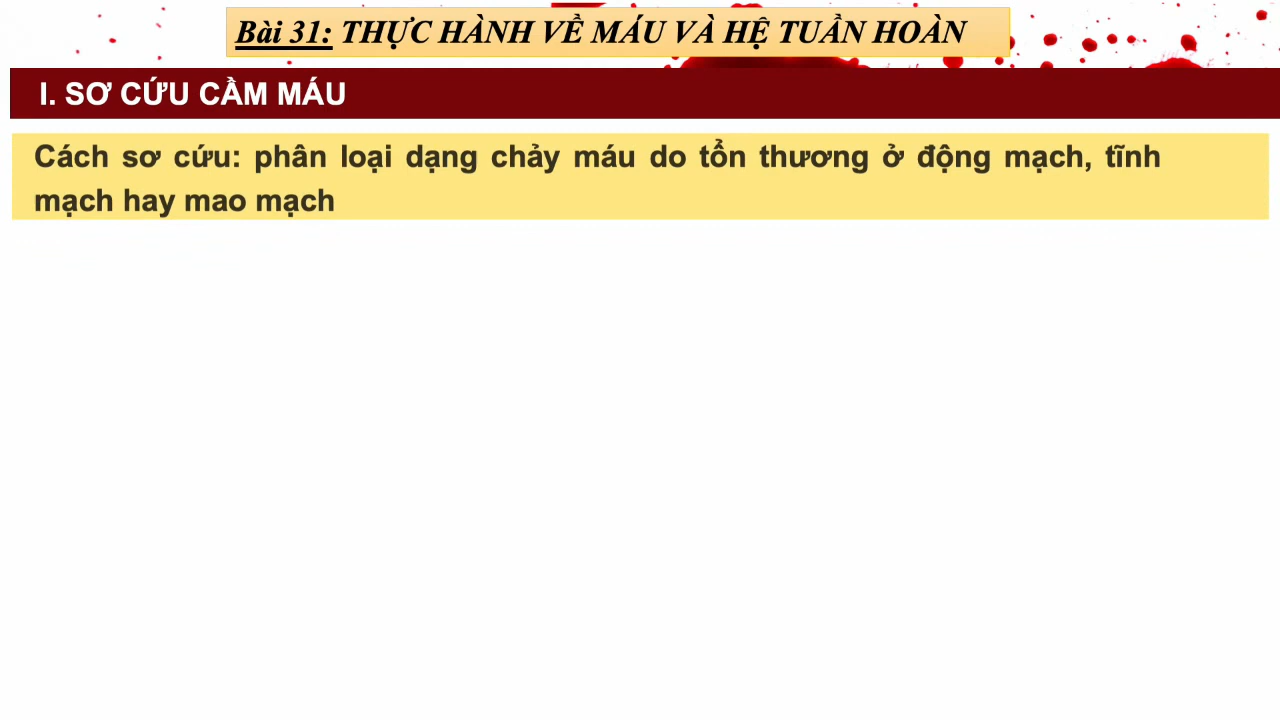 Bài 31: THỰC HÀNH VỀ MÁU VÀ HỆ TUẦN HOÀN
I. SƠ CỨU CẦM MÁU
Cách sơ cứu: phân loại dạng chảy máu do tổn thương ở động mạch, tĩnh
mạch hay mao mạch